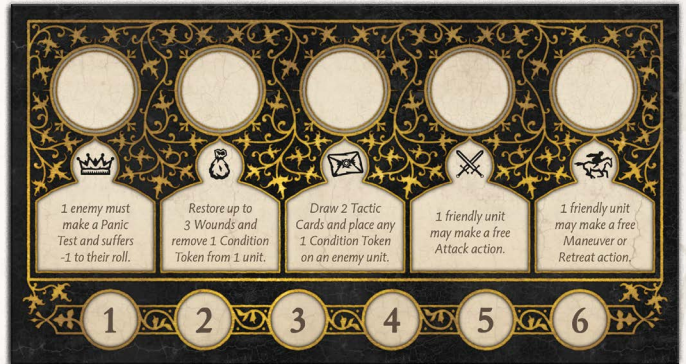 1 enemy must
make a Panic
Test and suffers
-1 to their roll.
Restore up to
3 Wounds and
remove 1 Condition
Token from 1 unit.
Draw 2 Tactic
Cards and place any
1 Condition Token
on an enemy unit.
1 friendly unit
may make a free
Attack action.
1 friendly unit
may make a free
Maneuver or
Retreat action.
1 2 3 4 5 6